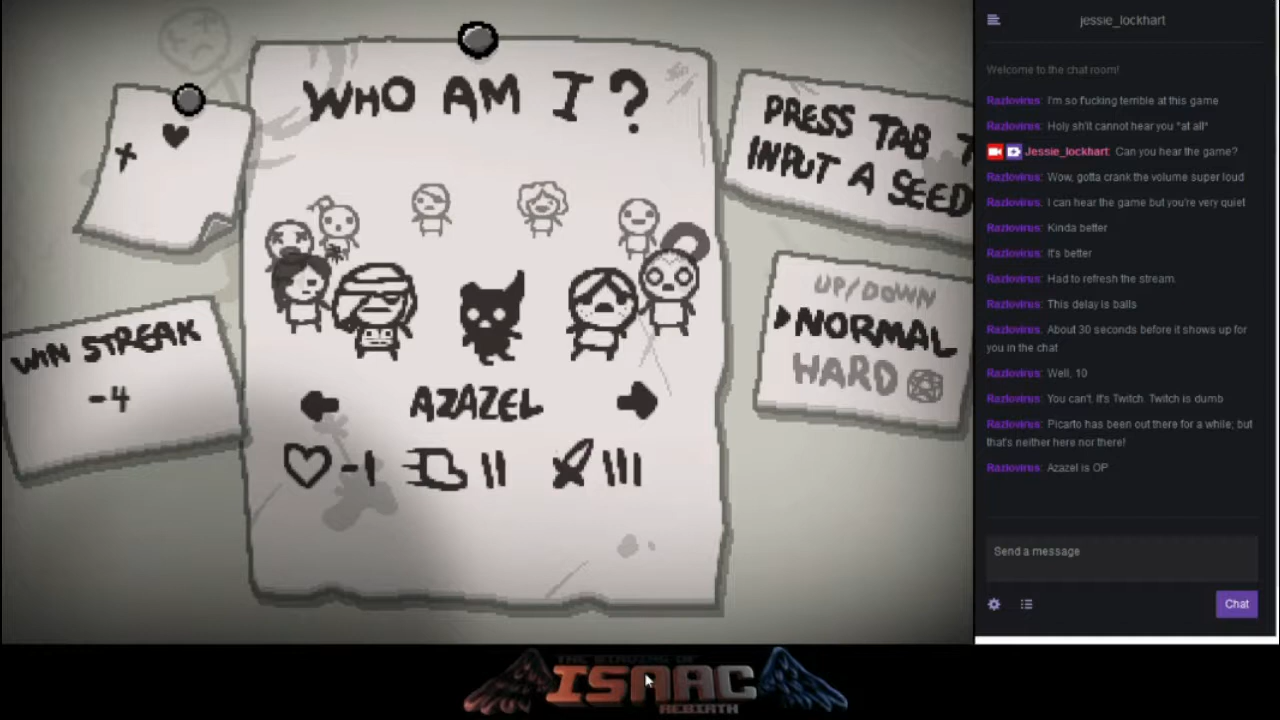 WHO AM I?
X
PRESS TAB T
INPUT A SEED
WIN STREAK
-4
UP/DOWN
NORMAL
HARD
AZAZEL
-1
THE BINDING OF
ISAAC
REBIRTH
jessie_lockhart
Welcome to the chat room!
Razlovirus: I'm so fucking terrible at this game
Razlovirus: Holy sh'it cannot hear you *at all*
Jessie_lockhart: Can you hear the game?
Razlovirus: Wow, gotta crank the volume super loud
Razlovirus: I can hear the game but you're very quiet
Razlovirus: Kinda better
Razlovirus: It's better
Razlovirus: Had to refresh the stream.
Razlovirus: This delay is balls
Razlovirus: About 30 seconds before it shows up for
you in the chat
Razlovirus: Well, 10
Razlovirus: You can't. It's Twitch. Twitch is dumb
Razlovirus: Picarto has been out there for a while; but
that's neither here nor there!
Razlovirus: Azazel is OP
Send a message
Chat